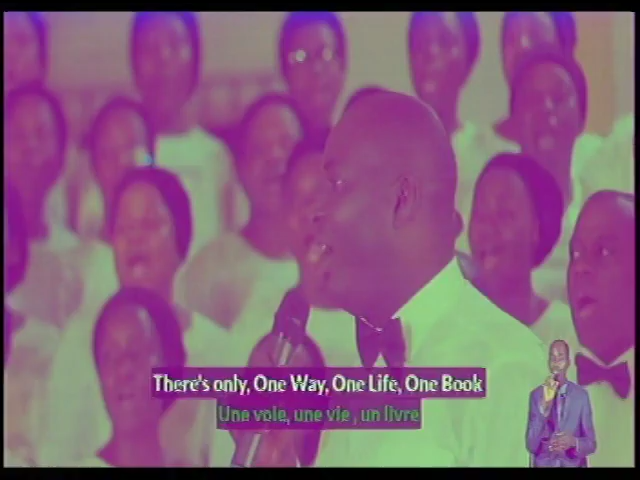 There's only, One Way, One Life, One Book
Une voie, une vie , un livre